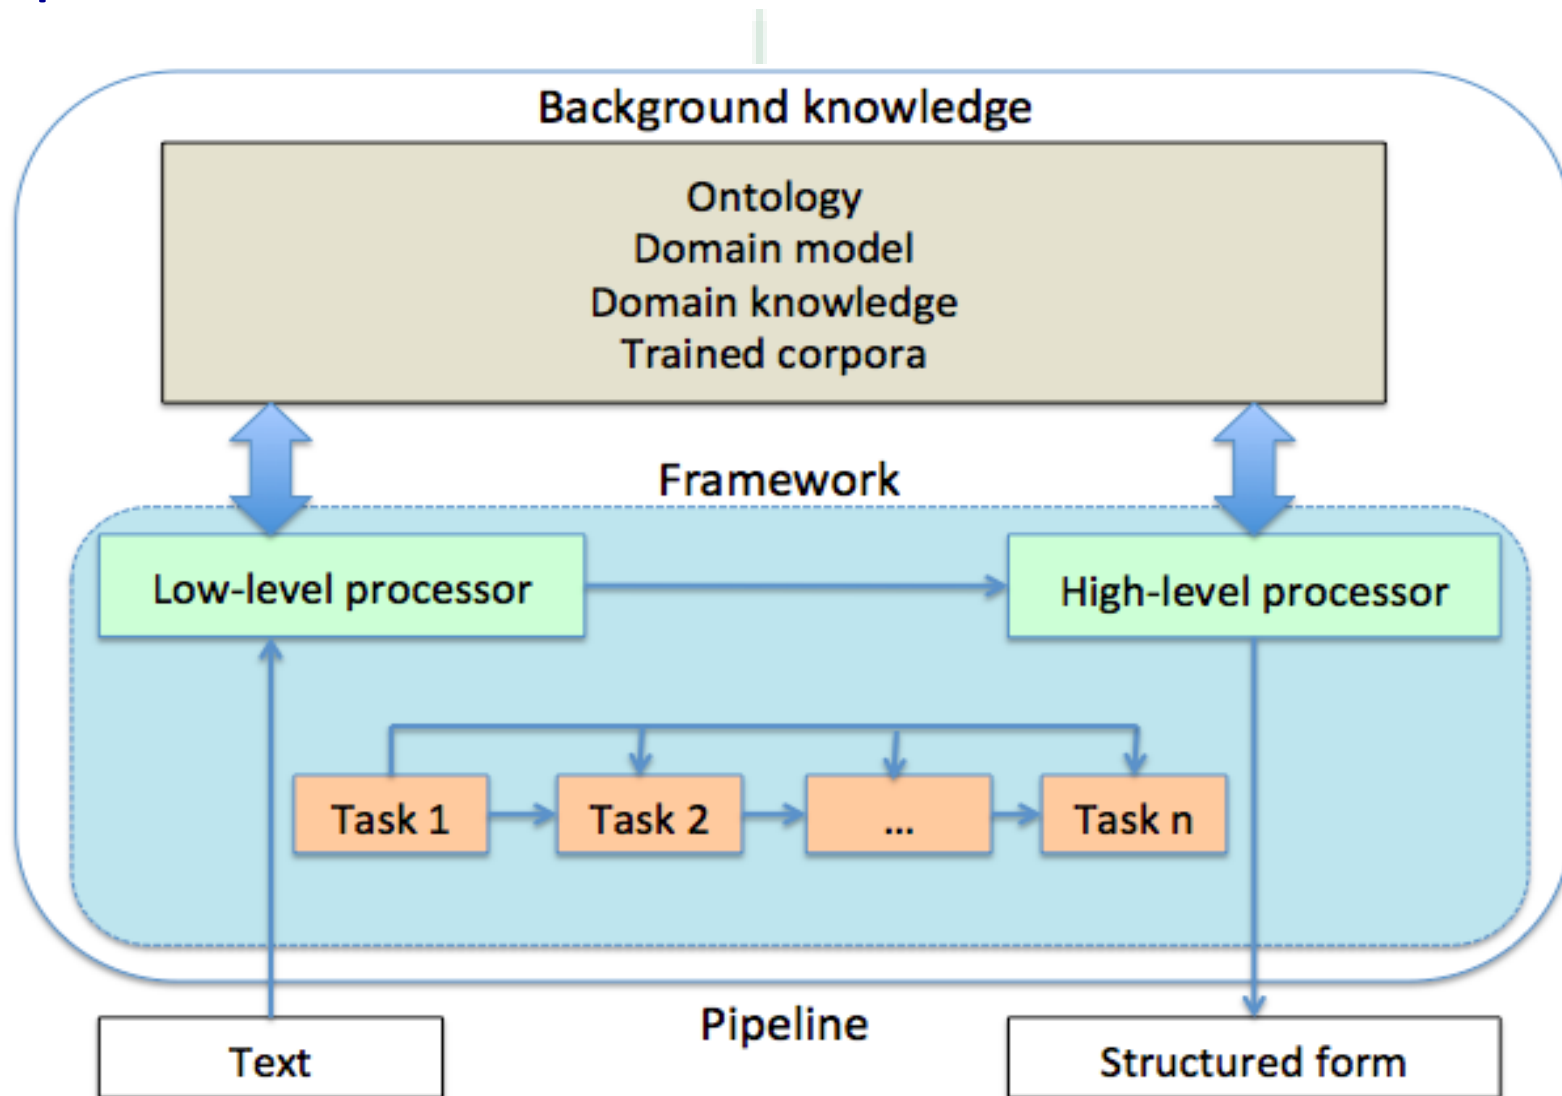 Background knowledge
Ontology
Domain model
Domain knowledge
Trained corpora
Framework
Low-level processor
High-level processor
Task 1
Task 2
...
Task n
Pipeline
Text
Structured form